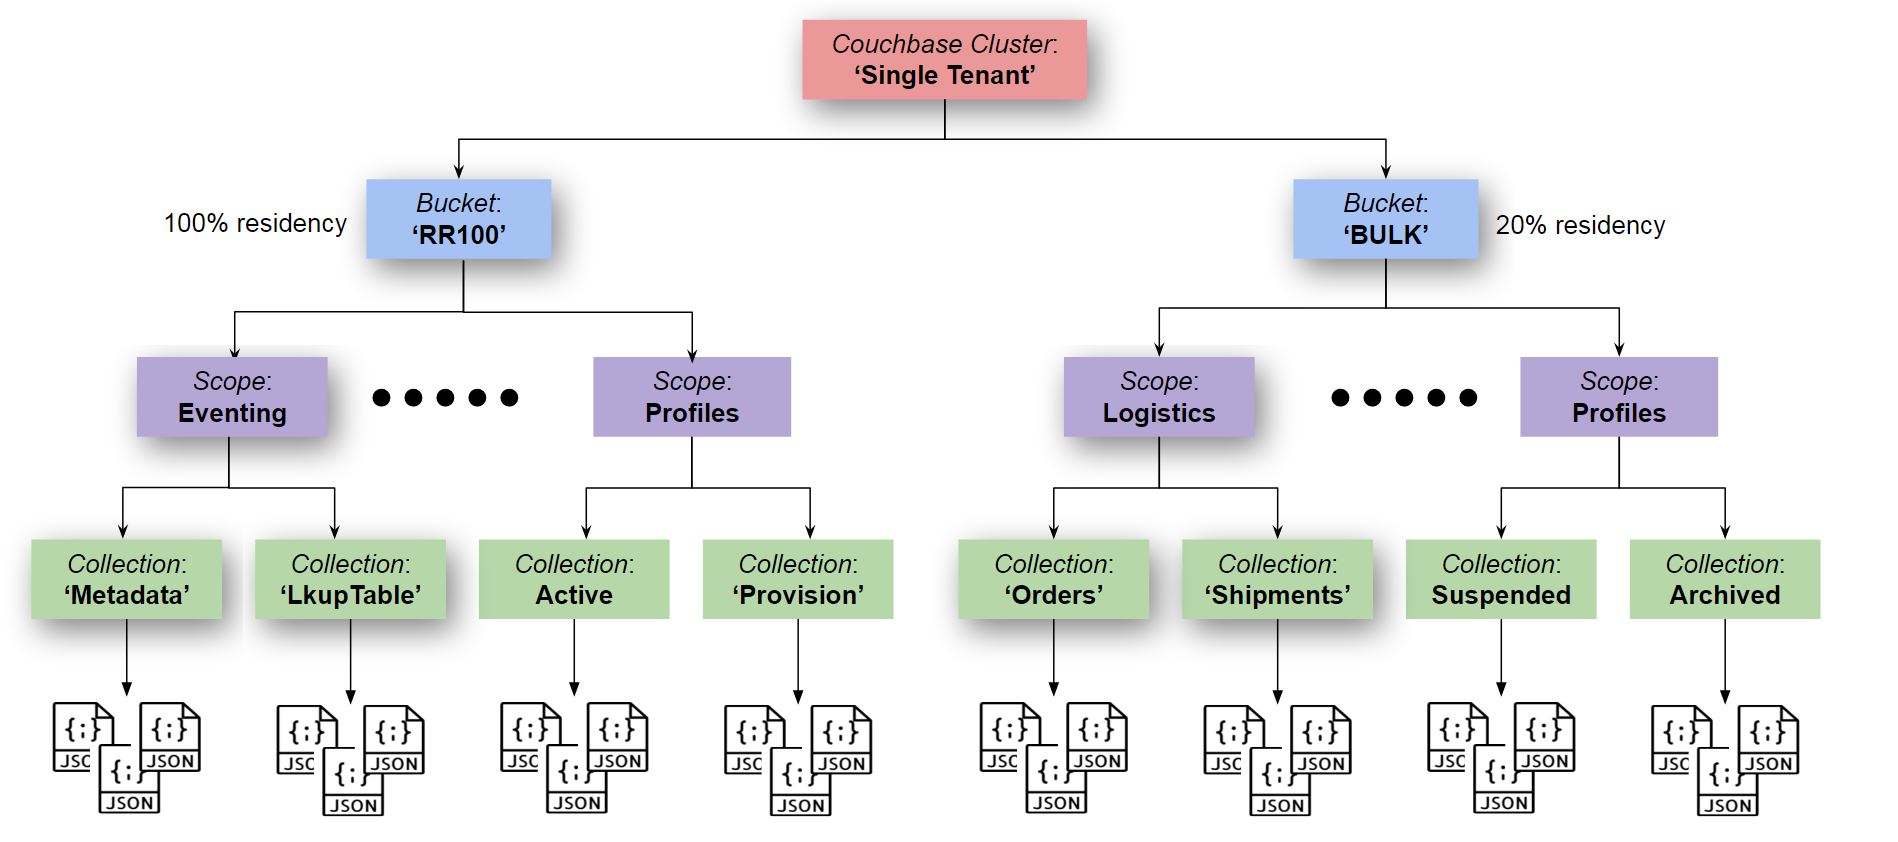 Couchbase Cluster:
‘Single Tenant’
100% residency
Bucket:
‘RR100’
Bucket:
‘BULK’
20% residency
Scope:
Eventing
Scope:
Profiles
Scope:
Logistics
Scope:
Profiles
Collection:
‘Metadata’
Collection:
‘LkupTable’
Collection:
Active
Collection:
‘Provision’
Collection:
‘Orders’
Collection:
‘Shipments’
Collection:
Suspended
Collection:
Archived
{;}
{;}
JSC
JSON
{;}
JSON
{;}
{;}
JSC
JSON
{;}
JSON
{;}
{;}
JSC
JSON
{;}
JSON
{;}
{;}
JSC
JSON
{;}
JSON
{;}
{;}
JSC
JSON
{;}
JSON
{;}
{;}
JSC
JSON
{;}
JSON
{;}
{;}
JSC
JSON
{;}
JSON
{;}
{;}
JSC
JSON
{;}
JSON